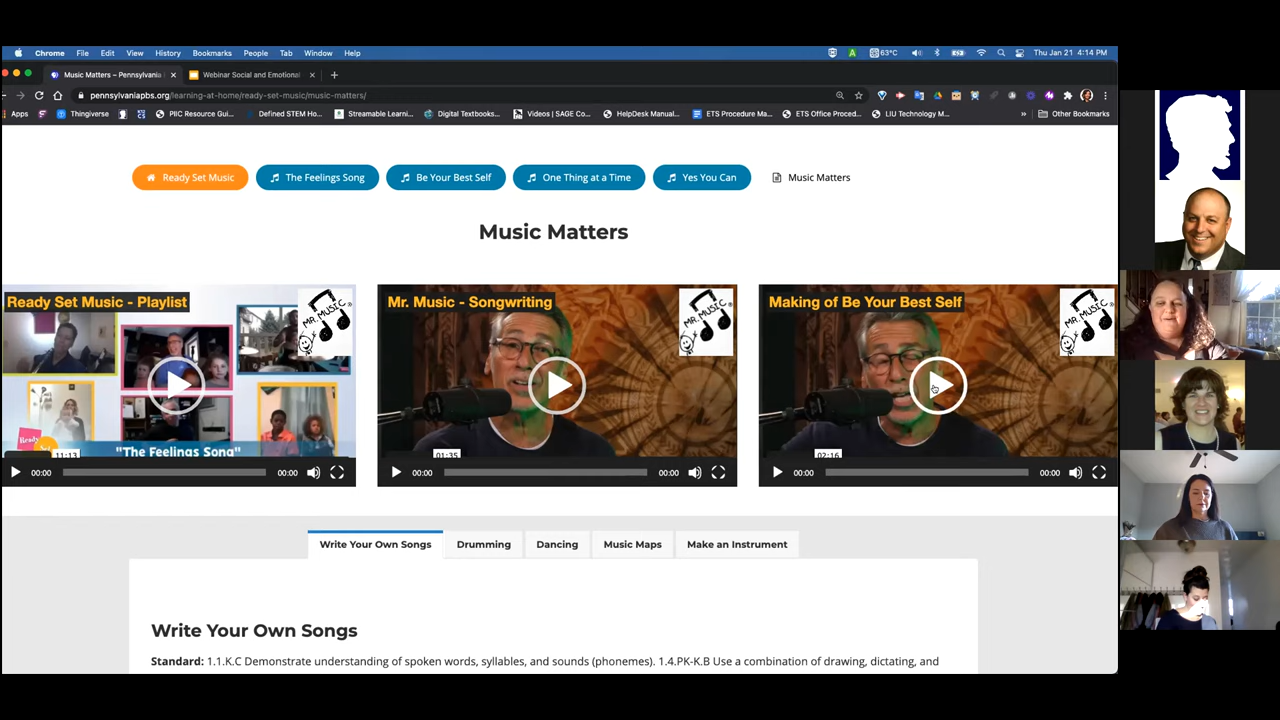 Chrome File Edit View History Bookmarks People Tab Window Help 63°C Thu Jan 21 4:14 PM
Music Matters – Pennsylvania Webinar Social and Emotional
pennsylvaniapbs.org/learning-at-home/ready-set-music/music-matters/
Apps Thingiverse PIIC Resource Gui... Defined STEM Ho... Streamable Learni... Digital Textbooks:... Videos | SAGE Co... HelpDesk Manual... ETS Procedure Ma... ETS Office Proced... LIU Technology M... » Other Bookmarks
Ready Set Music The Feelings Song Be Your Best Self One Thing at a Time Yes You Can Music Matters
Music Matters
Ready Set Music - Playlist MR. MUSIC ® Mr. Music - Songwriting MR. MUSIC ® Making of Be Your Best Self MR. MUSIC ®
Ready "The Feelings Song"
11:13 01:35 02:16
00:00 00:00 00:00 00:00 00:00 00:00
Write Your Own Songs Drumming Dancing Music Maps Make an Instrument
Write Your Own Songs
Standard: 1.1.K.C Demonstrate understanding of spoken words, syllables, and sounds (phonemes). 1.4.PK-K.B Use a combination of drawing, dictating, and